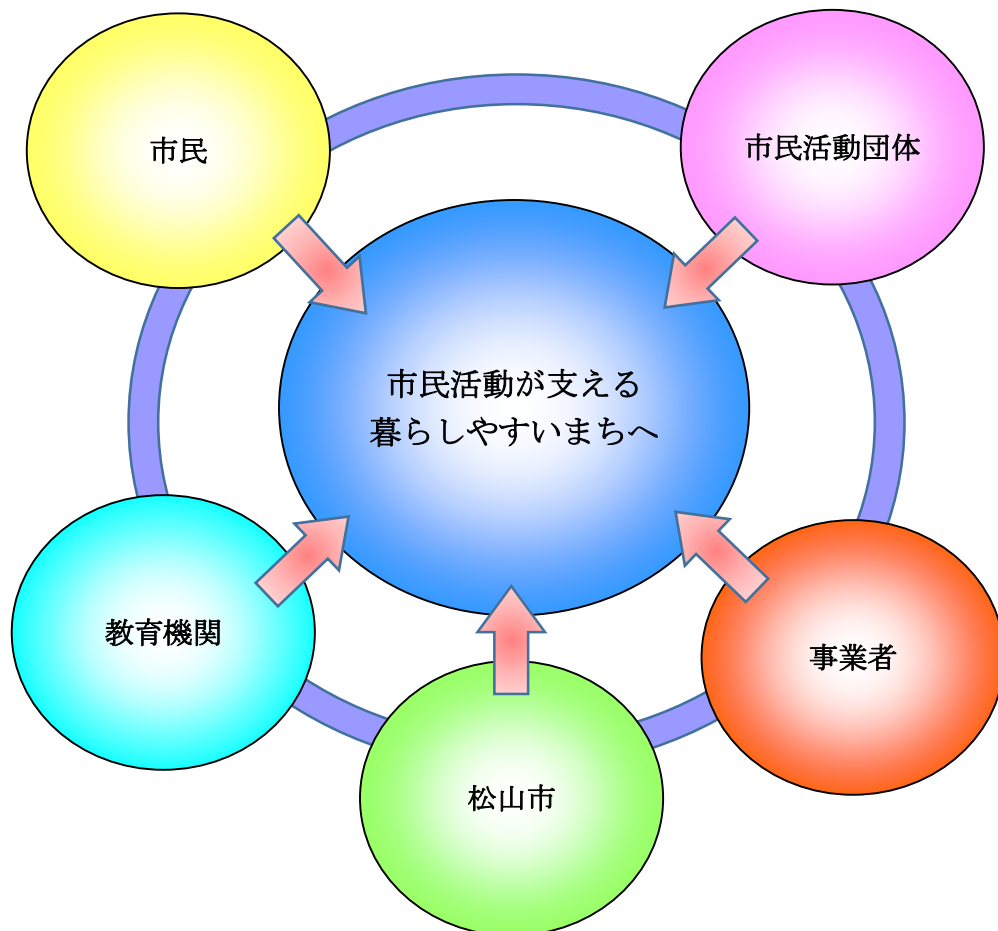 市民
市民活動団体
市民活動が支える
暮らしやすいまちへ
教育機関
事業者
松山市